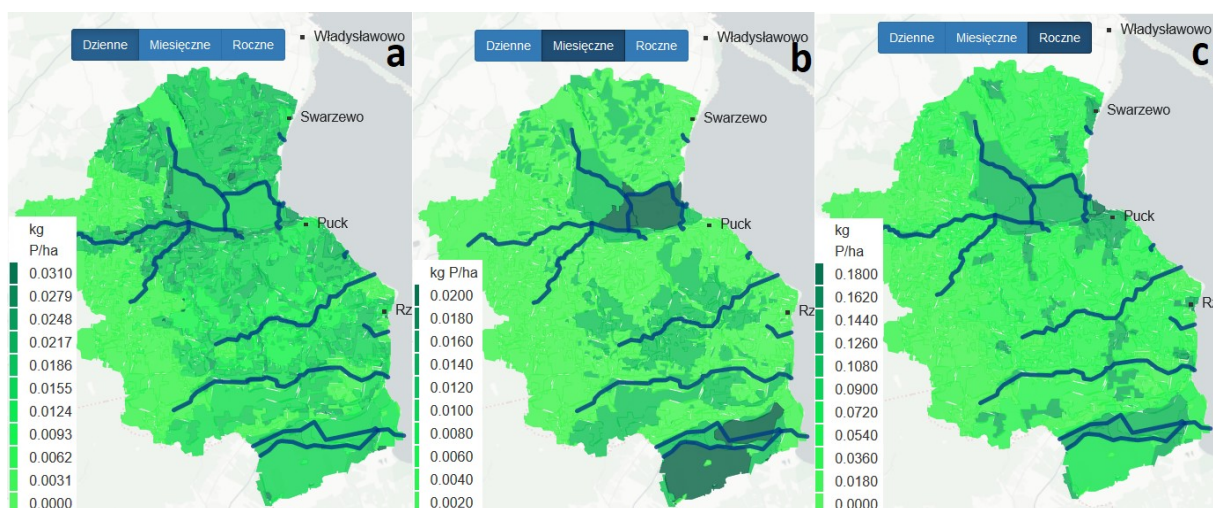 Dzienne Miesięczne Roczne
a
Władysławowo
Swarzewo
Puck
Rz
kg
P/ha
0.0310
0.0279
0.0248
0.0217
0.0186
0.0155
0.0124
0.0093
0.0062
0.0031
0.0000
Dzienne Miesięczne Roczne
b
Władysławowo
Swarzewo
Puck
Rz
kg P/ha
0.0200
0.0180
0.0160
0.0140
0.0120
0.0100
0.0080
0.0060
0.0040
0.0020
Dzienne Miesięczne Roczne
c
Władysławowo
Swarzewo
Puck
Rz
kg
P/ha
0.1800
0.1620
0.1440
0.1260
0.1080
0.0900
0.0720
0.0540
0.0360
0.0180
0.0000